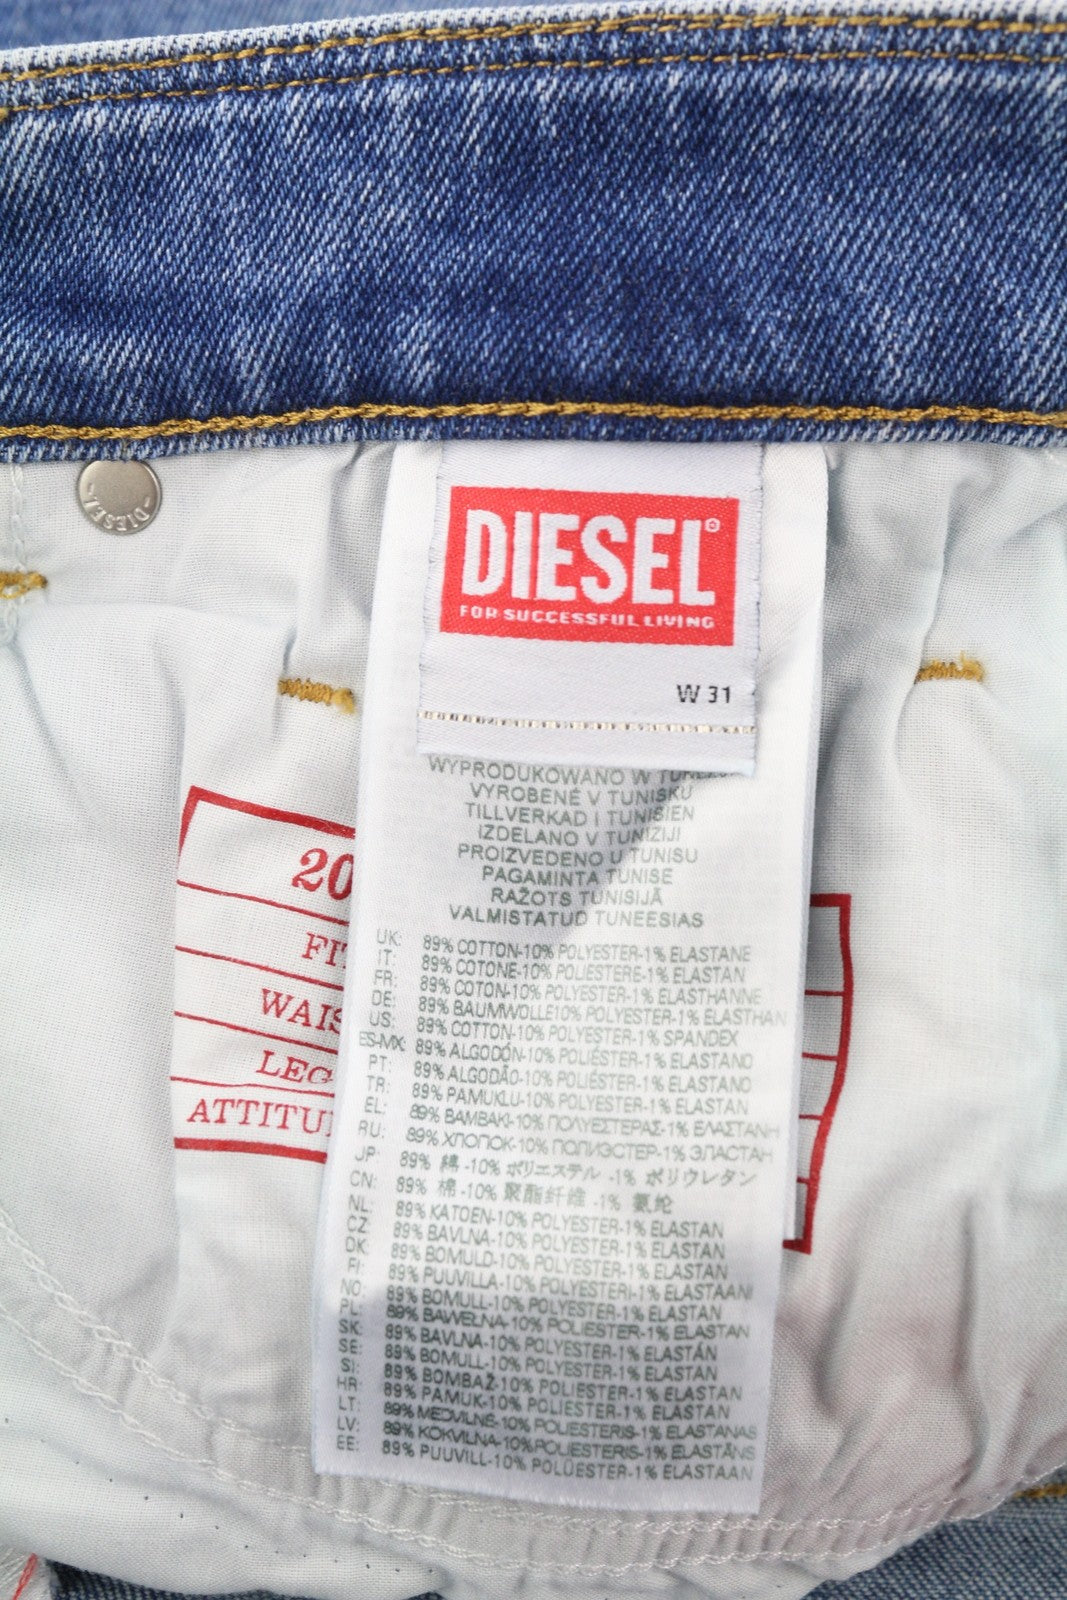 DIESEL
DIESEL®
FOR SUCCESSFUL LIVING
W 31
WYPRODUKOWANO W
VYROBENÉ V TUNISKU
TILLVERKAD I TUNISIEN
IZDELANO V TUNIZIJI
PROIZVEDENO U TUNISU
PAGAMINTA TUNISE
RAŽOTS TUNISIJĀ
VALMISTATUD TUNEESIAS
UK: 89% COTTON-10% POLYESTER-1% ELASTANE
IT: 89% COTONE-10% POLIESTERE-1% ELASTAN
FR: 89% COTON-10% POLYESTER-1% ELASTHANNE
DE: 89% BAUMWOLLE10% POLYESTER-1% ELASTHAN
US: 89% COTTON-10% POLYESTER-1% SPANDEX
ES-MX: 89% ALGODÓN-10% POLIÉSTER-1% ELASTANO
PT: 89% ALGODÃO-10% POLIÉSTER-1% ELASTANO
TR: 89% PAMUKLU-10% POLYESTER-1% ELASTAN
EL: 89% ΒΑΜΒΑΚΙ-10% ΠΟΛΥΕΣΤΕΡΑΣ-1% ΕΛΑΣΤΑΝΗ
RU: 89% ХЛОПОК-10% ПОЛИЭСТЕР-1% ЭЛАСТАН
JP: 89% 綿 -10% ポリエステル -1% ポリウレタン
CN: 89% 棉 -10% 聚酯纤维 -1% 氨纶
NL: 89% KATOEN-10% POLYESTER-1% ELASTAN
CZ: 89% BAVLNA-10% POLYESTER-1% ELASTAN
DK: 89% BOMULD-10% POLYESTER-1% ELASTAN
FI: 89% PUUVILLA-10% POLYESTERI-1% ELASTAANI
NO: 89% BOMULL-10% POLYESTER-1% ELASTAN
PL: 89% BAWEŁNA-10% POLIESTER-1% ELASTAN
SK: 89% BAVLNA-10% POLYESTER-1% ELASTÁN
SE: 89% BOMULL-10% POLYESTER-1% ELASTAN
SI: 89% BOMBAŽ-10% POLIESTER-1% ELASTAN
HR: 89% PAMUK-10% POLIESTER-1% ELASTAN
LT: 89% MEDVILNĖ-10% POLIESTERIS-1% ELASTANAS
LV: 89% KOKVILNA-10% POLIESTERIS-1% ELASTĀNS
EE: 89% PUUVILL-10% POLÜESTER-1% ELASTAAN
20
FIT
WAIS
LEG
ATTITU